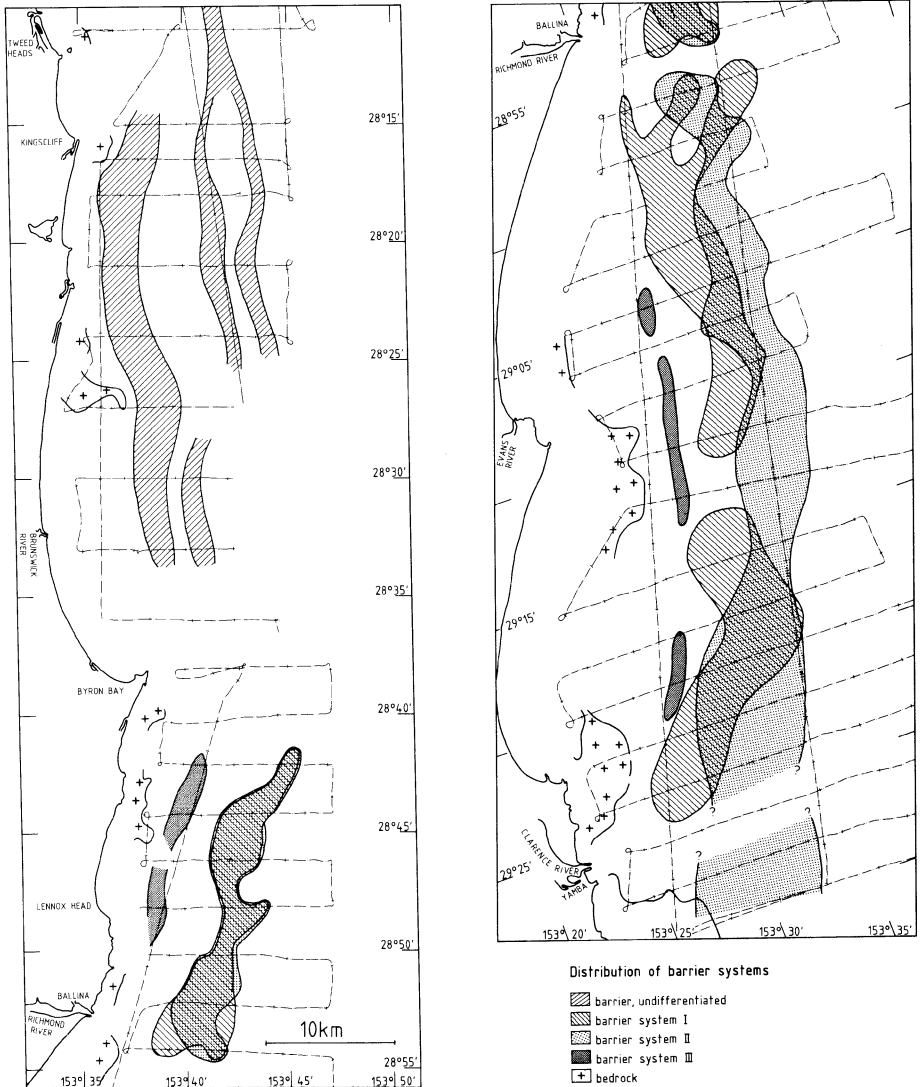 TWEED
HEADS
KINGSCLIFF
BRUNSWICK
RIVER
BYRON BAY
LENNOX HEAD
BALLINA
RICHMOND
RIVER
28°15'
28°20'
28°25'
28°30'
28°35'
28°40'
28°45'
28°50'
28°55'
10km
153° 35'
153° 40'
153° 45'
153° 50'
BALLINA
RICHMOND RIVER
28°55'
29°05'
EVANS
RIVER
29°15'
CLARENCE RIVER
29°25'
YAMBA
? ?
? ?
153° 20'
153° 25'
153° 30'
153° 35'
Distribution of barrier systems
barrier, undifferentiated
barrier system I
barrier system II
barrier system III
+ bedrock